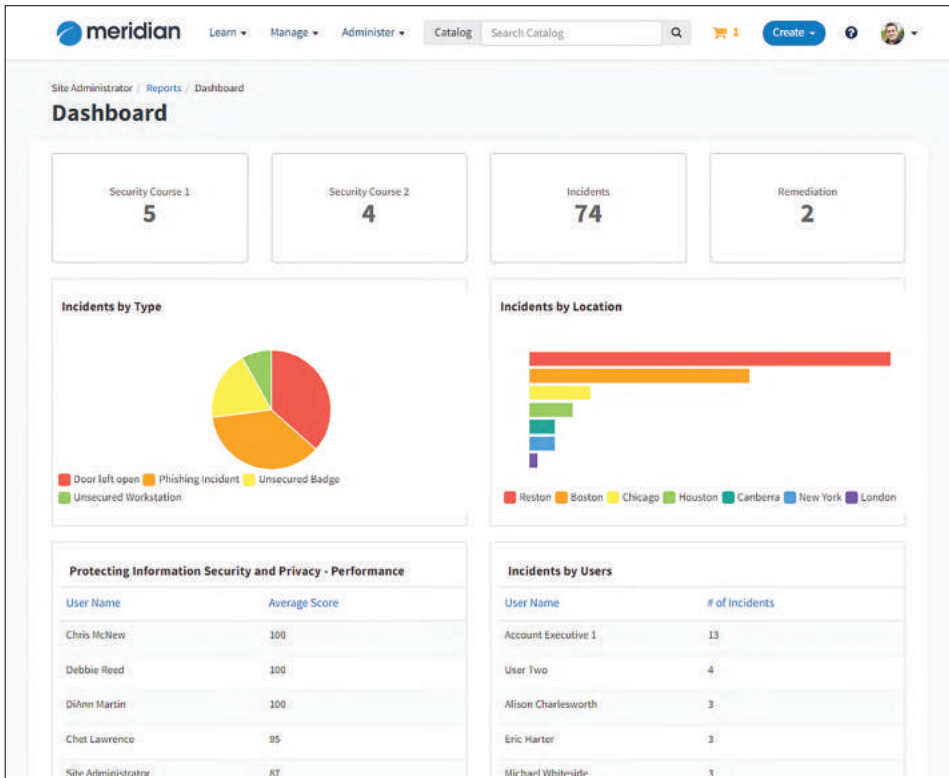 meridian Learn Manage Administer Catalog Search Catalog 1 Create ?
Site Administrator / Reports / Dashboard
Dashboard
Security Course 1 Security Course 2 Incidents Remediation
5 4 74 2
Incidents by Type Incidents by Location
Door left open Phishing Incident Unsecured Badge
Unsecured Workstation
Reston Boston Chicago Houston Canberra New York London
Protecting Information Security and Privacy - Performance
User Name Average Score
Chris McNew 100
Debbie Reed 100
DiAnn Martin 100
Chet Lawrence 95
Site Administrator 87
Incidents by Users
User Name # of Incidents
Account Executive 1 13
User Two 4
Alison Charlesworth 3
Eric Harter 3
Michael Whiteside 3